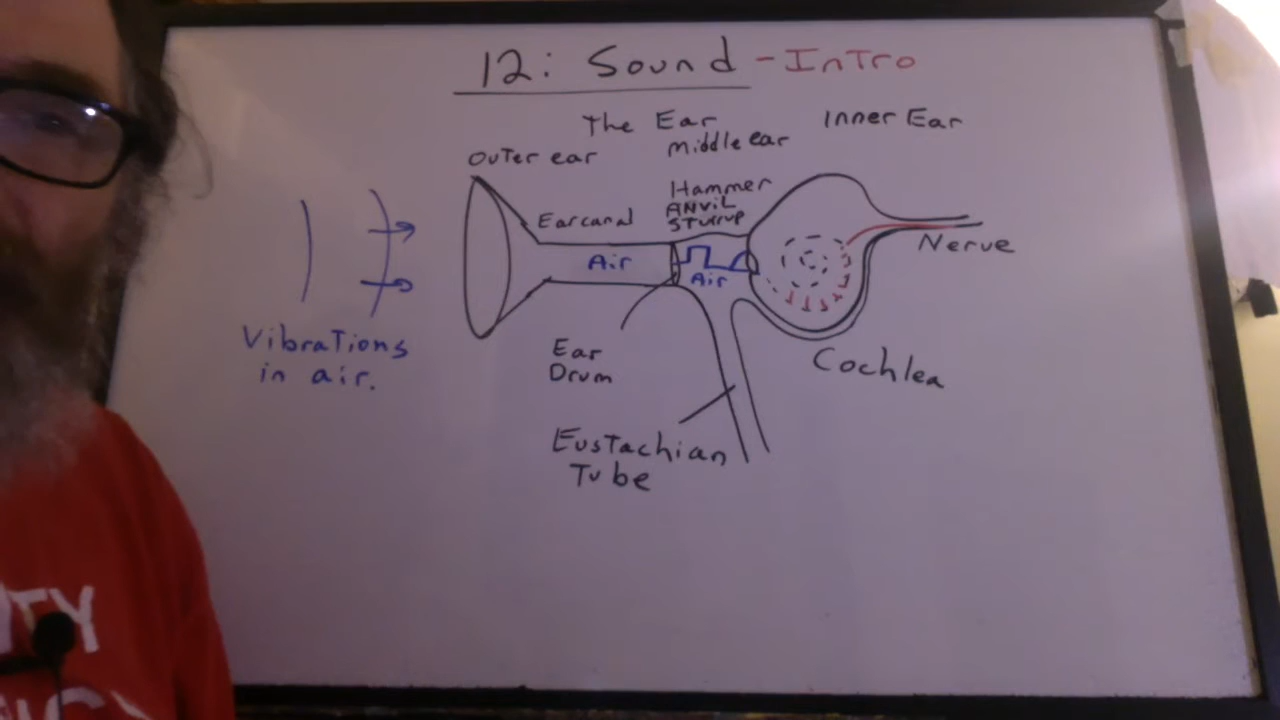 12: Sound - Intro
The Ear
Inner Ear
Outer ear
Middle ear
Hammer
ANViL
STurrup
Earcanal
Air
Air
Nerve
Vibrations
in air.
Ear
Drum
Cochlea
Eustachian
Tube